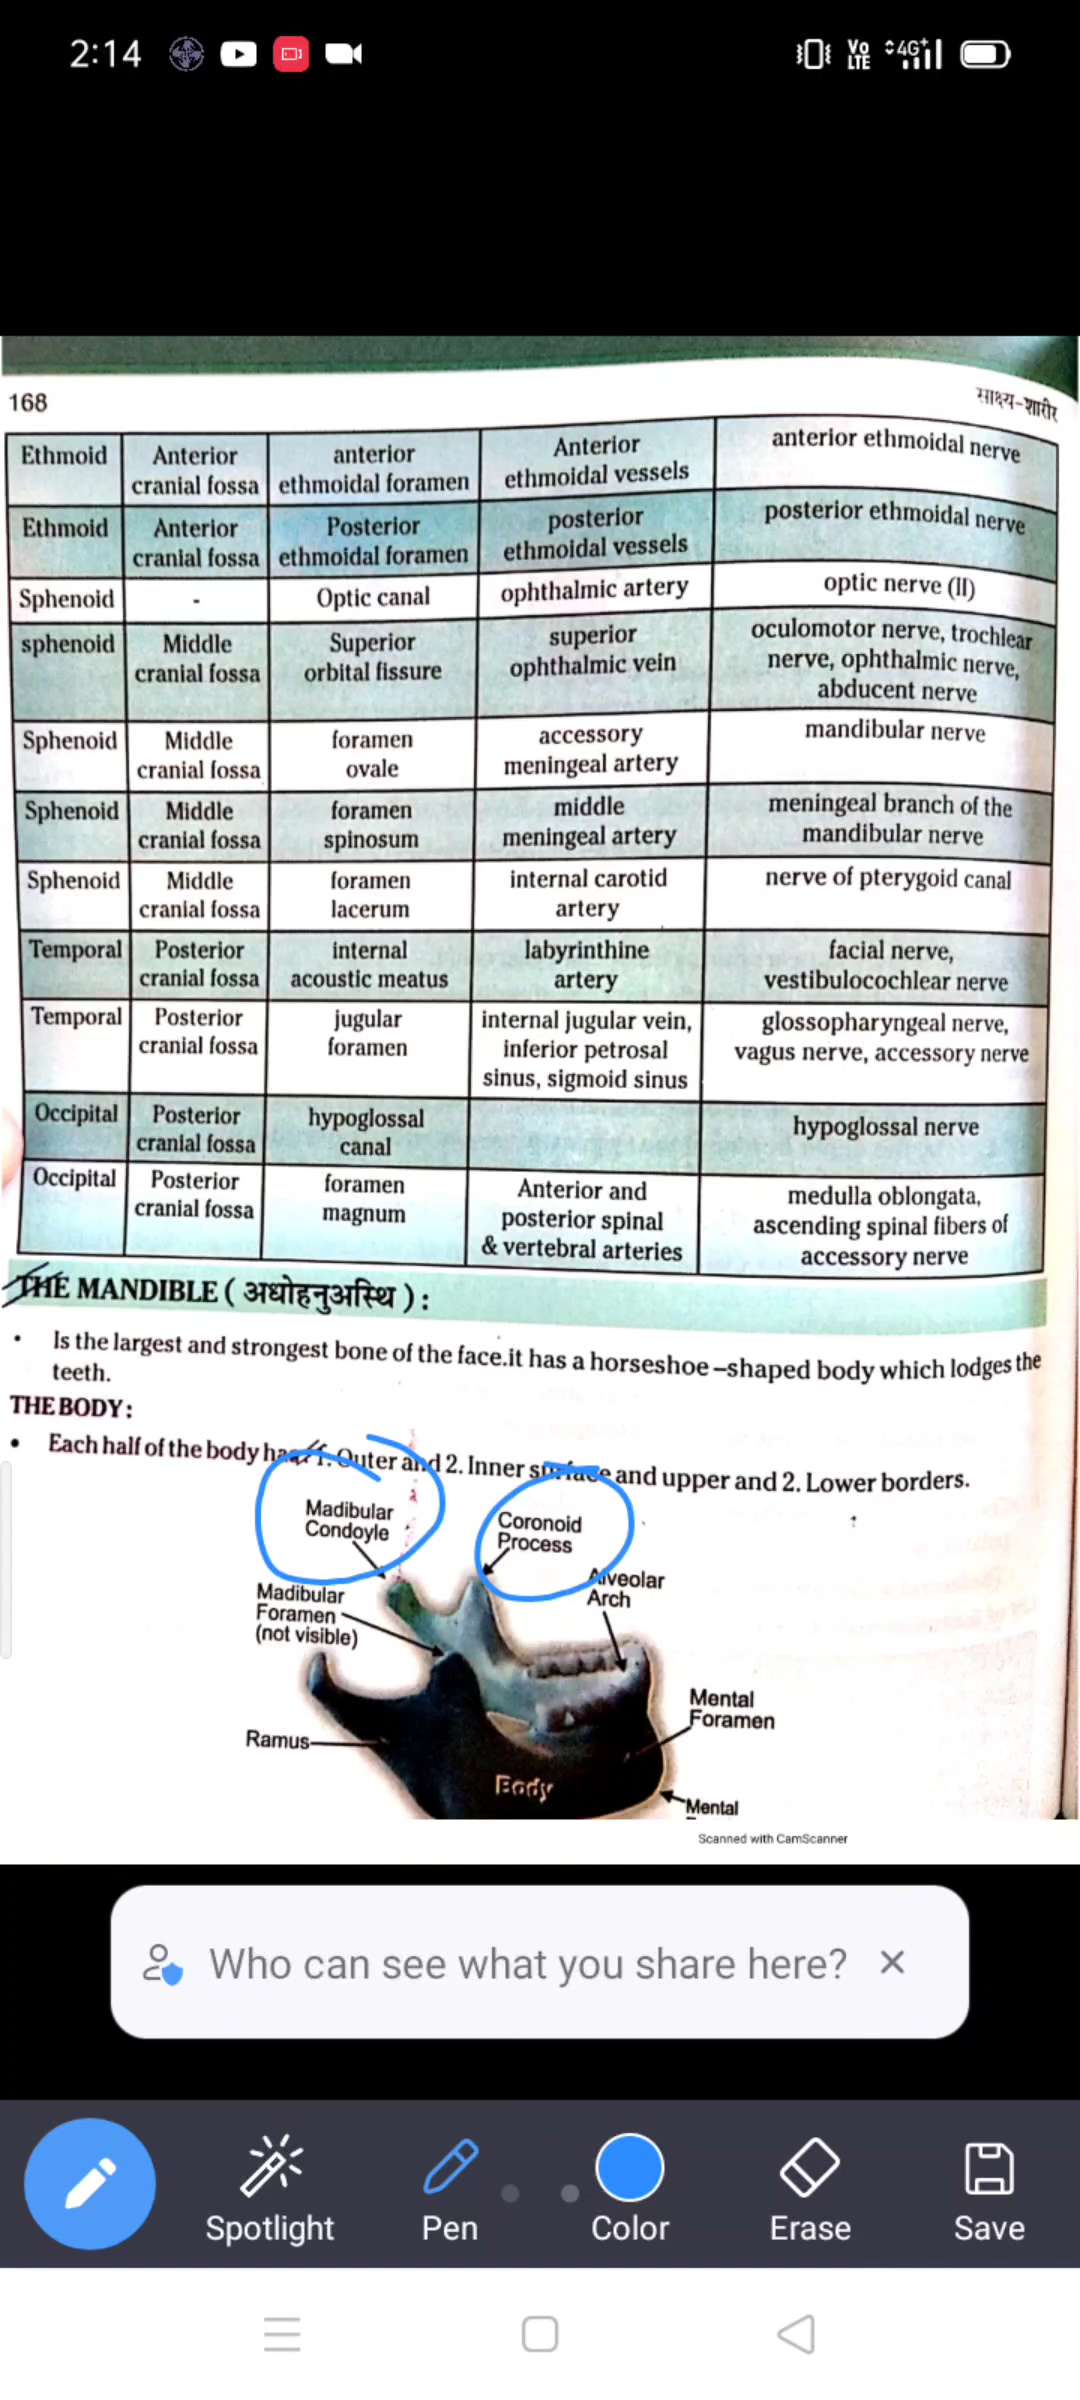 2:14
Vo LTE 4G+
168
साक्ष्य-शारीर
Ethmoid Anterior cranial fossa anterior ethmoidal foramen Anterior ethmoidal vessels anterior ethmoidal nerve
Ethmoid Anterior cranial fossa Posterior ethmoidal foramen posterior ethmoidal vessels posterior ethmoidal nerve
Sphenoid - Optic canal ophthalmic artery optic nerve (II)
sphenoid Middle cranial fossa Superior orbital fissure superior ophthalmic vein oculomotor nerve, trochlear nerve, ophthalmic nerve, abducent nerve
Sphenoid Middle cranial fossa foramen ovale accessory meningeal artery mandibular nerve
Sphenoid Middle cranial fossa foramen spinosum middle meningeal artery meningeal branch of the mandibular nerve
Sphenoid Middle cranial fossa foramen lacerum internal carotid artery nerve of pterygoid canal
Temporal Posterior cranial fossa internal acoustic meatus labyrinthine artery facial nerve, vestibulocochlear nerve
Temporal Posterior cranial fossa jugular foramen internal jugular vein, inferior petrosal sinus, sigmoid sinus glossopharyngeal nerve, vagus nerve, accessory nerve
Occipital Posterior cranial fossa hypoglossal canal hypoglossal nerve
Occipital Posterior cranial fossa foramen magnum Anterior and posterior spinal & vertebral arteries medulla oblongata, ascending spinal fibers of accessory nerve
THE MANDIBLE ( अधोहनुअस्थि ) :
• Is the largest and strongest bone of the face.it has a horseshoe –shaped body which lodges the
teeth.
THE BODY:
• Each half of the body has 1. Outer and 2. Inner surface and upper and 2. Lower borders.
Madibular
Condoyle
Coronoid
Process
Alveolar
Arch
Madibular
Foramen
(not visible)
Mental
Foramen
Ramus
Body
Mental
Scanned with CamScanner
Who can see what you share here?
Spotlight
Pen
Color
Erase
Save